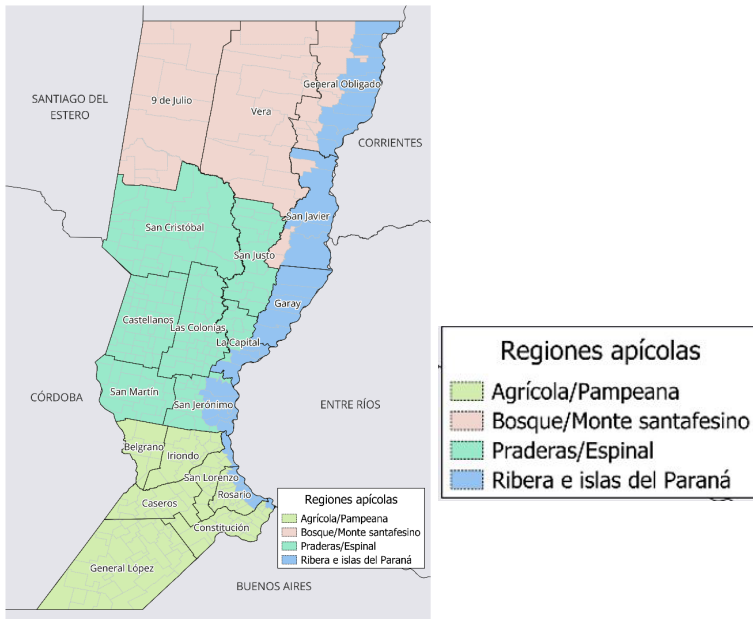 9 de Julio
Vera
General Obligado
SANTIAGO DEL
ESTERO
CORRIENTES
San Cristóbal
San Javier
San Justo
Garay
Castellanos
Las Colonias
La Capital
CÓRDOBA
San Martín
San Jerónimo
ENTRE RÍOS
Belgrano
Iriondo
San Lorenzo
Rosario
Caseros
Constitución
General López
BUENOS AIRES
Regiones apícolas
Agrícola/Pampeana
Bosque/Monte santafesino
Praderas/Espinal
Ribera e islas del Paraná
Regiones apícolas
Agrícola/Pampeana
Bosque/Monte santafesino
Praderas/Espinal
Ribera e islas del Paraná